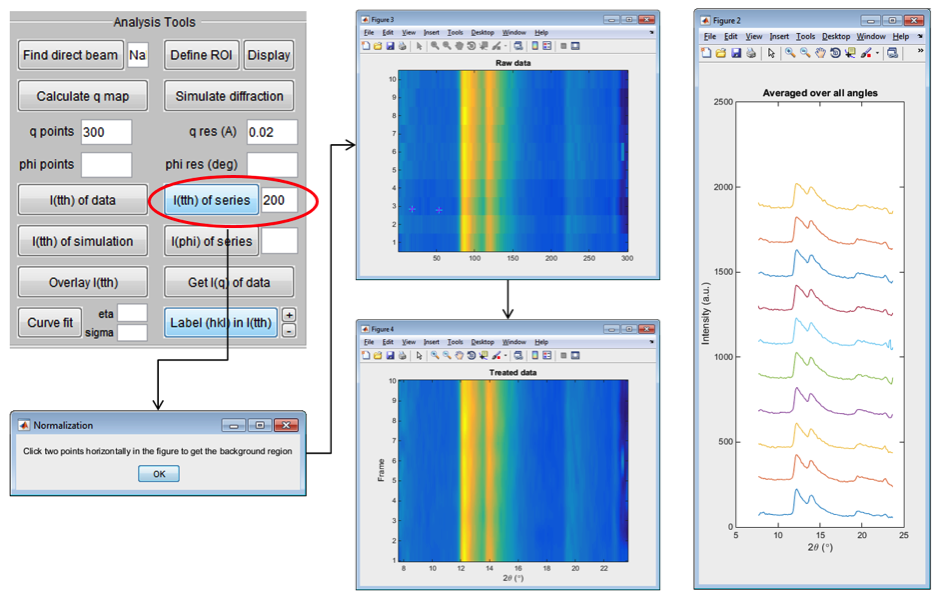 Analysis Tools
Find direct beam Na Define ROI Display
Calculate q map Simulate diffraction
q points 300 q res (A) 0.02
phi points phi res (deg)
I(tth) of data I(tth) of series 200
I(tth) of simulation I(phi) of series
Overlay I(tth) Get I(q) of data
Curve fit eta sigma Label (hkl) in I(tth) + -
Normalization
Click two points horizontally in the figure to get the background region
OK
Figure 3
File Edit View Insert Tools Desktop Window Help
Raw data
10
9
8
7
6
5
4
3
2
1
50 100 150 200 250 300
Figure 4
File Edit View Insert Tools Desktop Window Help
Treated data
Frame
10
9
8
7
6
5
4
3
2
1
8 10 12 14 16 18 20 22
2θ (°)
Figure 2
File Edit View Insert Tools Desktop Window Help
»
Averaged over all angles
Intensity (a.u.)
2500
2000
1500
1000
500
0
5 10 15 20 25
2θ (°)